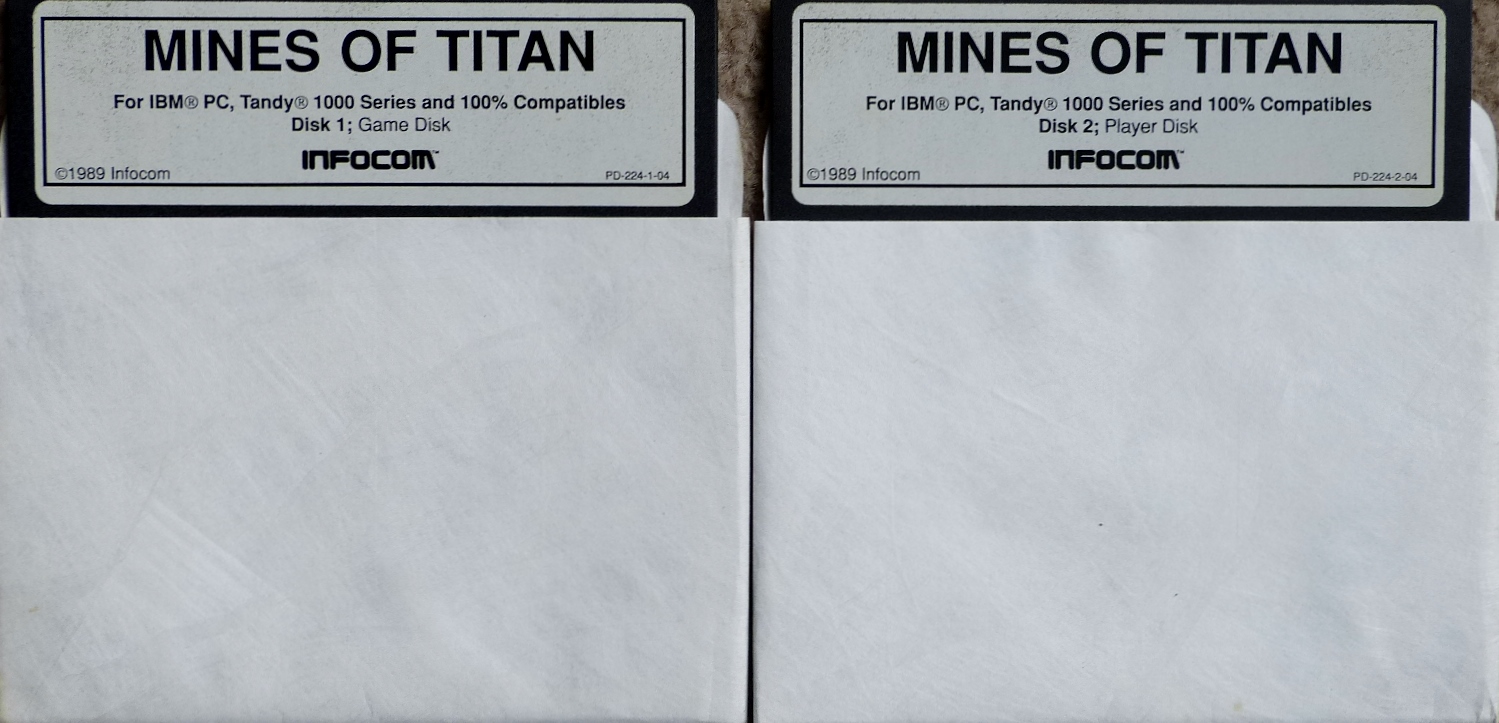 MINES OF TITAN
For IBM® PC, Tandy® 1000 Series and 100% Compatibles
Disk 1; Game Disk
INFOCOM™
©1989 Infocom
PD-224-1-04
MINES OF TITAN
For IBM® PC, Tandy® 1000 Series and 100% Compatibles
Disk 2; Player Disk
INFOCOM™
©1989 Infocom
PD-224-2-04